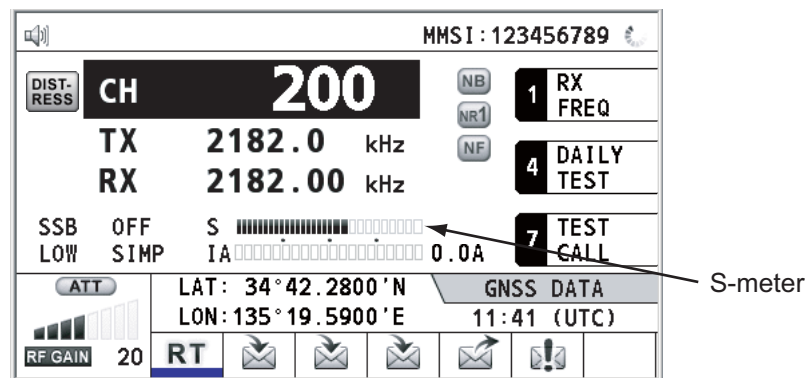 MMSI:123456789
DIST-RESS CH 200 NB 1 RX FREQ
NR1
TX 2182.0 kHz NF 4 DAILY TEST
RX 2182.00 kHz
SSB OFF S 7 TEST CALL
LOW SIMP IA 0.0A
S-meter
ATT LAT: 34°42.2800'N GNSS DATA
LON:135°19.5900'E 11:41 (UTC)
RF GAIN 20 RT